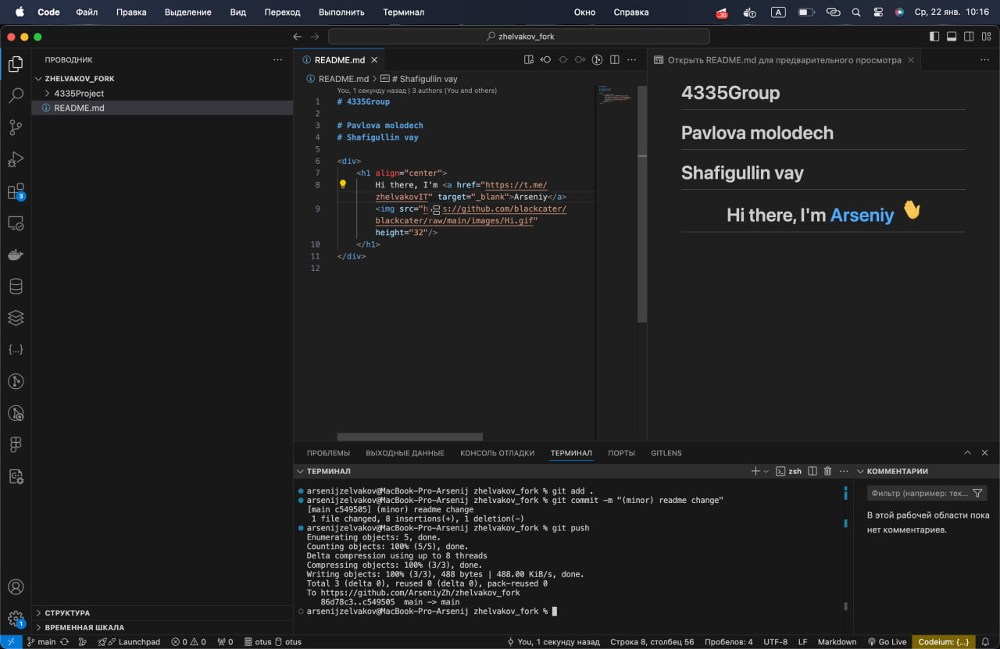 Code Файл Правка Выделение Вид Переход Выполнить Терминал Окно Справка 30 A Ср, 22 янв. 10:16
zhelvakov_fork
ПРОВОДНИК
ZHELVAKOV_FORK
4335Project
README.md
3
СТРУКТУРА
ВРЕМЕННАЯ ШКАЛА
1
README.md
README.md > # Shafigullin vay
You, 1 секунду назад | 3 authors (You and others)
1 # 4335Group
2
3 # Pavlova molodech
4 # Shafigullin vay
5
6 <div>
7 <h1 align="center">
8 Hi there, I'm <a href="https://t.me/
zhelvakovIT" target="_blank">Arseniy</a>
9 <img src="h s://github.com/blackcater/
blackcater/raw/main/images/Hi.gif"
height="32"/>
10 </h1>
11 </div>
12
Открыть README.md для предварительного просмотра
4335Group
Pavlova molodech
Shafigullin vay
Hi there, I'm Arseniy
ПРОБЛЕМЫ ВЫХОДНЫЕ ДАННЫЕ КОНСОЛЬ ОТЛАДКИ ТЕРМИНАЛ ПОРТЫ GITLENS
ТЕРМИНАЛ
zsh
arsenijzelvakov@MacBook-Pro-Arsenij zhelvakov_fork % git add .
arsenijzelvakov@MacBook-Pro-Arsenij zhelvakov_fork % git commit -m "(minor) readme change"
[main c549505] (minor) readme change
1 file changed, 8 insertions(+), 1 deletion(-)
arsenijzelvakov@MacBook-Pro-Arsenij zhelvakov_fork % git push
Enumerating objects: 5, done.
Counting objects: 100% (5/5), done.
Delta compression using up to 8 threads
Compressing objects: 100% (3/3), done.
Writing objects: 100% (3/3), 488 bytes | 488.00 KiB/s, done.
Total 3 (delta 0), reused 0 (delta 0), pack-reused 0
To https://github.com/ArseniyZh/zhelvakov_fork
86d78c3..c549505 main -> main
arsenijzelvakov@MacBook-Pro-Arsenij zhelvakov_fork %
КОММЕНТАРИИ
Фильтр (например: тек...
В этой рабочей области пока
нет комментариев.
main Launchpad 0 0 0 otus otus You, 1 секунду назад Строка 8, столбец 56 Пробелов: 4 UTF-8 LF Markdown Go Live Codeium: {...}